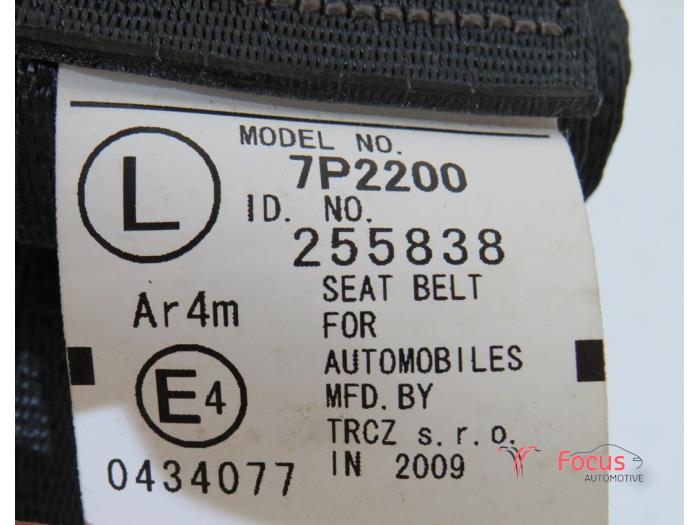 MODEL NO.
7P2200
L
ID. NO.
255838
Ar4m
SEAT BELT
FOR
AUTOMOBILES
E4
MFD. BY
TRCZ s.r.o.
0434077
IN 2009
Focus
AUTOMOTIVE